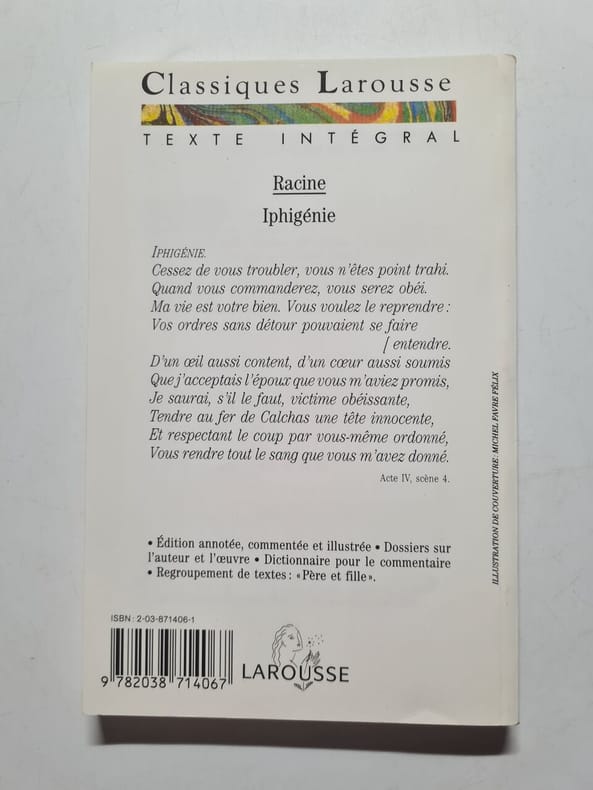 Classiques Larousse
TEXTE INTÉGRAL
Racine
Iphigénie
IPHIGÉNIE.
Cessez de vous troubler, vous n'êtes point trahi.
Quand vous commanderez, vous serez obéi.
Ma vie est votre bien. Vous voulez le reprendre :
Vos ordres sans détour pouvaient se faire
[ entendre.
D'un œil aussi content, d'un cœur aussi soumis
Que j'acceptais l'époux que vous m'aviez promis,
Je saurai, s'il le faut, victime obéissante,
Tendre au fer de Calchas une tête innocente,
Et respectant le coup par vous-même ordonné,
Vous rendre tout le sang que vous m'avez donné.
Acte IV, scène 4.
• Édition annotée, commentée et illustrée • Dossiers sur
l'auteur et l'œuvre • Dictionnaire pour le commentaire
• Regroupement de textes : « Père et fille ».
ILLUSTRATION DE COUVERTURE : MICHEL FAVRE FÉLIX
ISBN : 2-03-871406-1
9 782038 714067
LAROUSSE